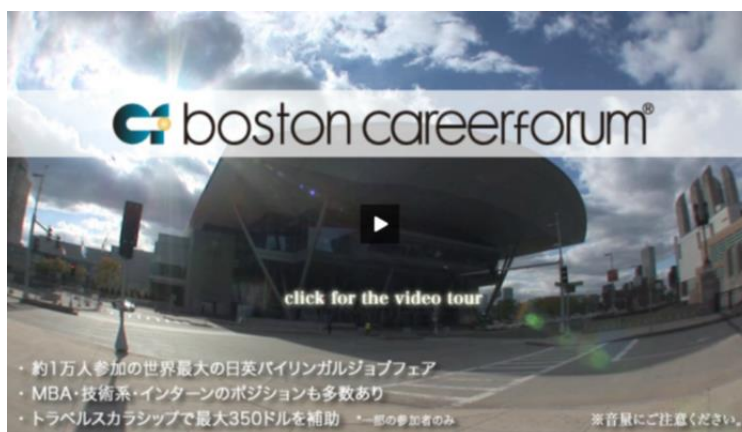 boston careerforum®
click for the video tour
・約1万人参加の世界最大の日英バイリンガルジョブフェア
・MBA・技術系・インターンのポジションも多数あり
・トラベルスカラシップで最大350ドルを補助 *一部の参加者のみ
※音量にご注意ください。